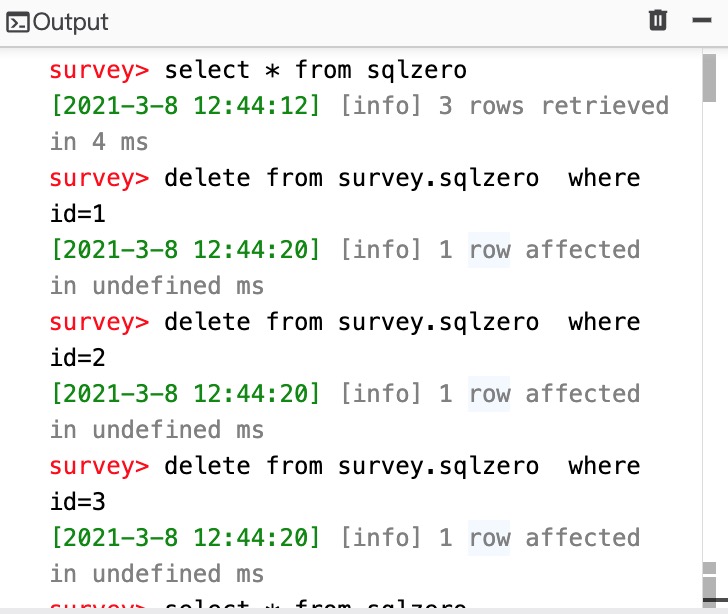 Output
survey> select * from sqlzero
[2021-3-8 12:44:12] [info] 3 rows retrieved
in 4 ms
survey> delete from survey.sqlzero  where
id=1
[2021-3-8 12:44:20] [info] 1 row affected
in undefined ms
survey> delete from survey.sqlzero  where
id=2
[2021-3-8 12:44:20] [info] 1 row affected
in undefined ms
survey> delete from survey.sqlzero  where
id=3
[2021-3-8 12:44:20] [info] 1 row affected
in undefined ms
survey> select * from sqlzero